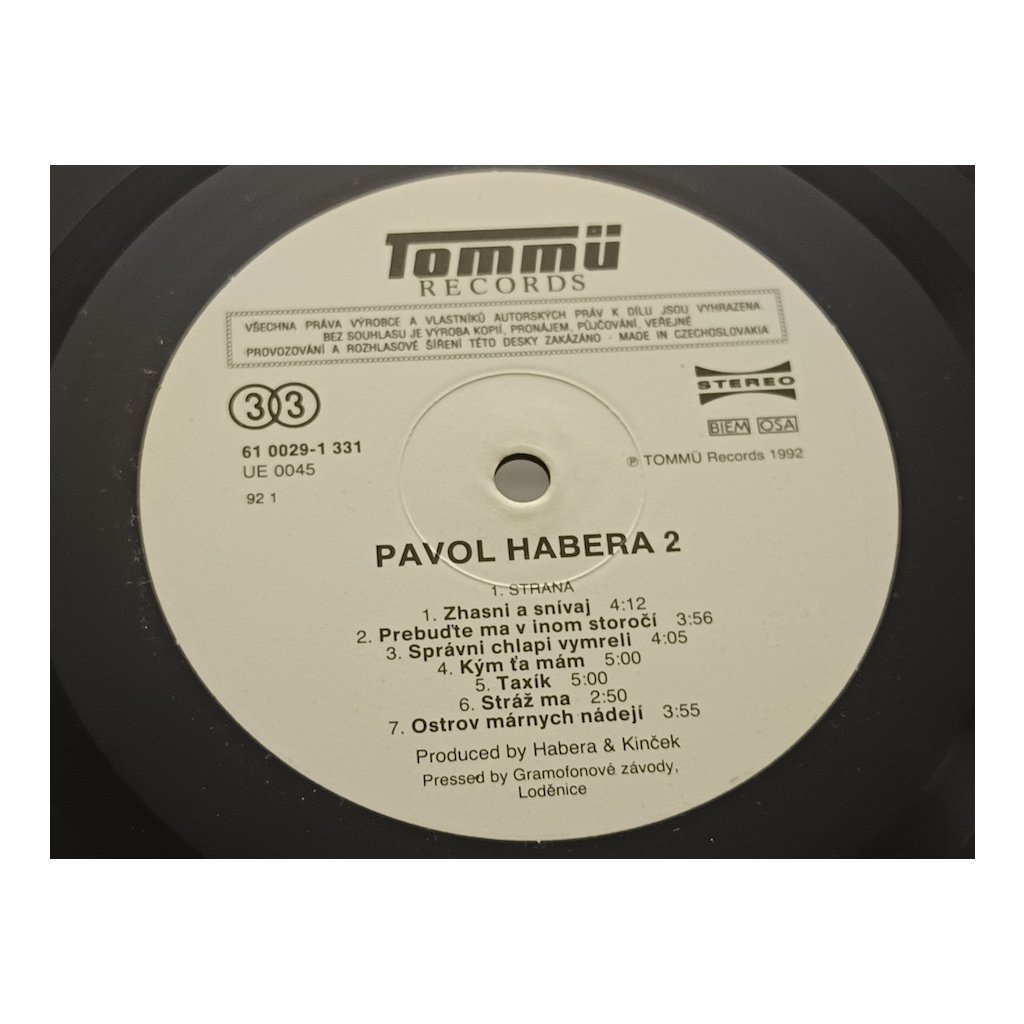 Tommü
RECORDS
VŠECHNA PRÁVA VÝROBCE A VLASTNÍKŮ AUTORSKÝCH PRÁV K DÍLU JSOU VYHRAZENA.
BEZ SOUHLASU JE VÝROBA KOPIÍ, PRONÁJEM, PŮJČOVÁNÍ, VEŘEJNÉ
PROVOZOVÁNÍ A ROZHLASOVÉ ŠÍŘENÍ TÉTO DESKY ZAKÁZÁNO · MADE IN CZECHOSLOVAKIA
33
STEREO
BIEM OSA
61 0029-1 331
UE 0045
92 1
℗ TOMMÜ Records 1992
PAVOL HABERA 2
1. STRANA
1. Zhasni a snívaj 4:12
2. Prebuďte ma v inom storočí 3:56
3. Správni chlapi vymreli 4:05
4. Kým ťa mám 5:00
5. Taxík 5:00
6. Stráž ma 2:50
7. Ostrov márnych nádejí 3:55
Produced by Habera & Kinček
Pressed by Gramofonové závody,
Loděnice